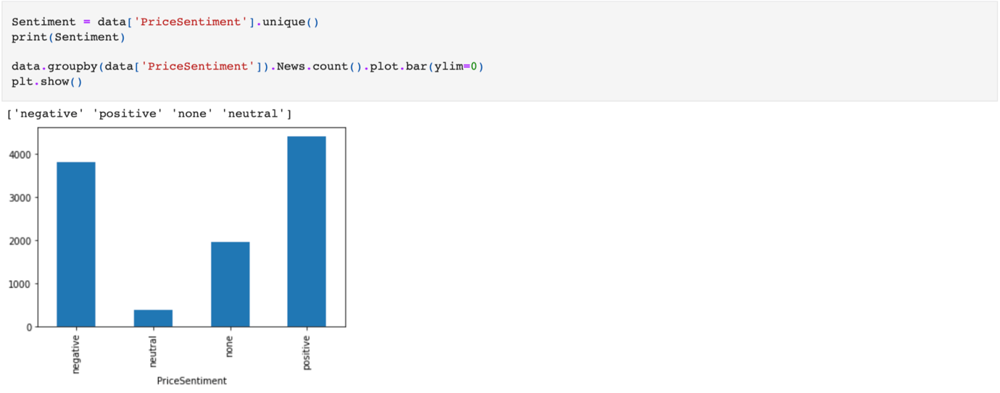 Sentiment = data['PriceSentiment'].unique()
print(Sentiment)
data.groupby(data['PriceSentiment']).News.count().plot.bar(ylim=0)
plt.show()
['negative' 'positive' 'none' 'neutral']
4000
3000
2000
1000
0
negative
neutral
none
positive
PriceSentiment